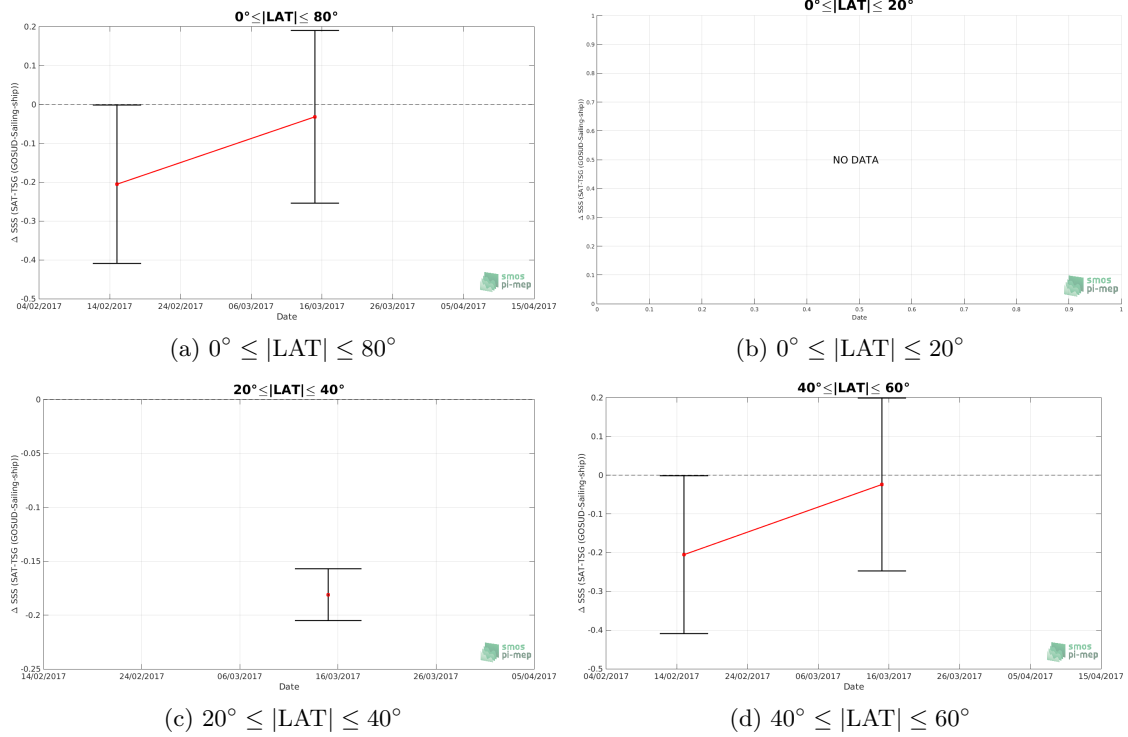 0°≤|LAT|≤ 80°
Δ SSS (SAT-TSG (GOSUD-Sailing-ship))
0.2
0.1
0
-0.1
-0.2
-0.3
-0.4
-0.5
04/02/2017 14/02/2017 24/02/2017 06/03/2017 16/03/2017 26/03/2017 05/04/2017 15/04/2017
Date
smos
pi-mep
(a) 0° ≤ |LAT| ≤ 80°
0°≤|LAT|≤ 20°
Δ SSS (SAT-TSG (GOSUD-Sailing-ship))
1
0.9
0.8
0.7
0.6
0.5
0.4
0.3
0.2
0.1
0
NO DATA
0 0.1 0.2 0.3 0.4 0.5 0.6 0.7 0.8 0.9 1
Date
smos
pi-mep
(b) 0° ≤ |LAT| ≤ 20°
20°≤|LAT|≤ 40°
Δ SSS (SAT-TSG (GOSUD-Sailing-ship))
0
-0.05
-0.1
-0.15
-0.2
-0.25
14/02/2017 24/02/2017 06/03/2017 16/03/2017 26/03/2017 05/04/2017
Date
smos
pi-mep
(c) 20° ≤ |LAT| ≤ 40°
40°≤|LAT|≤ 60°
Δ SSS (SAT-TSG (GOSUD-Sailing-ship))
0.2
0.1
0
-0.1
-0.2
-0.3
-0.4
-0.5
04/02/2017 14/02/2017 24/02/2017 06/03/2017 16/03/2017 26/03/2017 05/04/2017 15/04/2017
Date
smos
pi-mep
(d) 40° ≤ |LAT| ≤ 60°